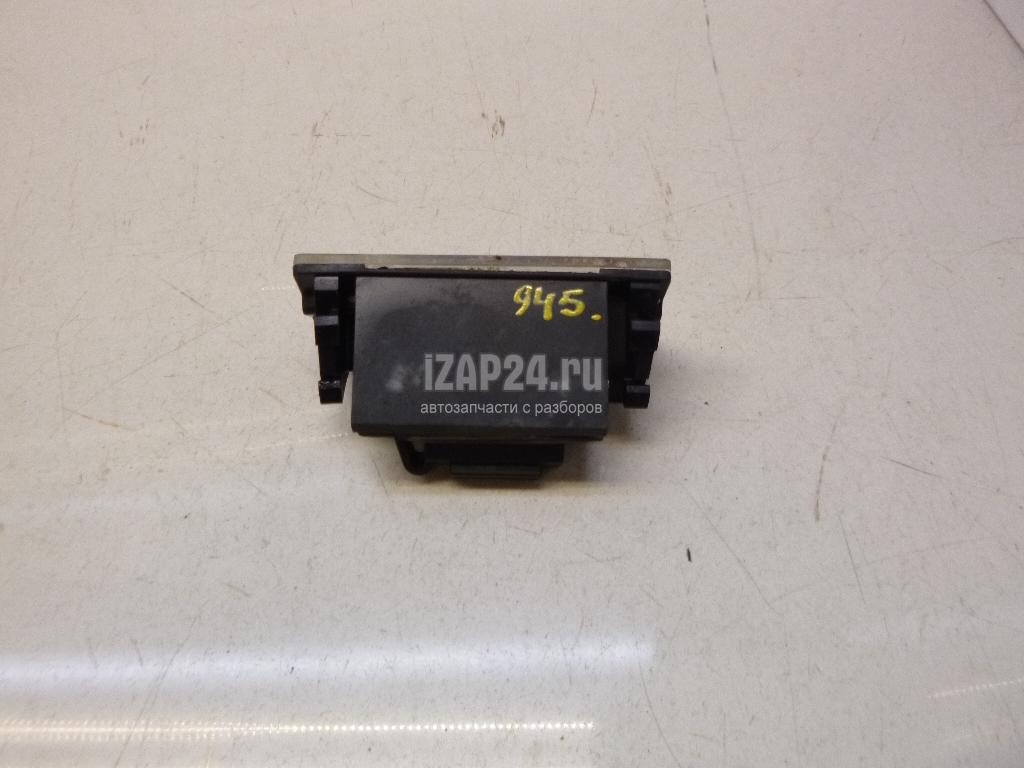 945.
iZAP24.ru
автозапчасти с разборов